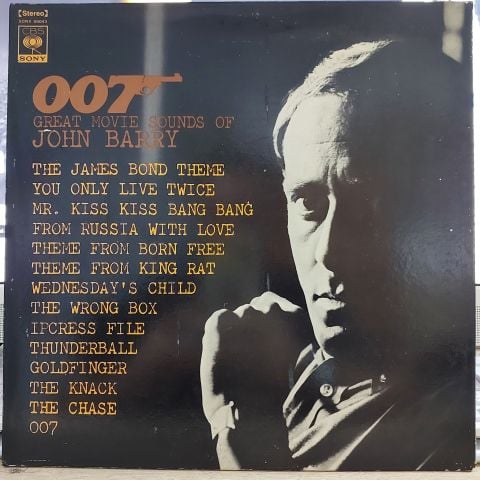 【Stereo】
SONX 60043
CBS
SONY
007
GREAT MOVIE SOUNDS OF
JOHN BARRY
THE JAMES BOND THEME
YOU ONLY LIVE TWICE
MR. KISS KISS BANG BANG
FROM RUSSIA WITH LOVE
THEME FROM BORN FREE
THEME FROM KING RAT
WEDNESDAY'S CHILD
THE WRONG BOX
IPCRESS FILE
THUNDERBALL
GOLDFINGER
THE KNACK
THE CHASE
007